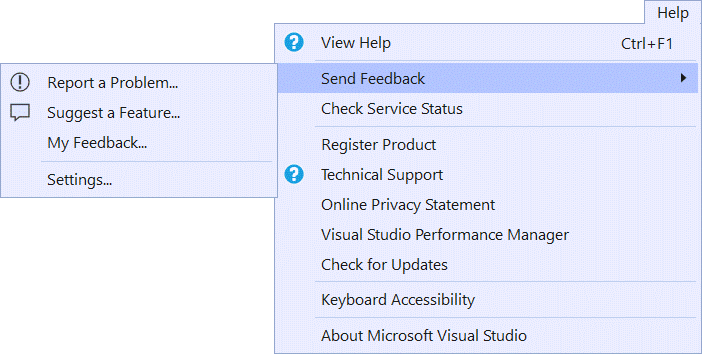 Help
View Help Ctrl+F1
Send Feedback
Report a Problem...
Suggest a Feature...
My Feedback...
Settings...
Check Service Status
Register Product
Technical Support
Online Privacy Statement
Visual Studio Performance Manager
Check for Updates
Keyboard Accessibility
About Microsoft Visual Studio